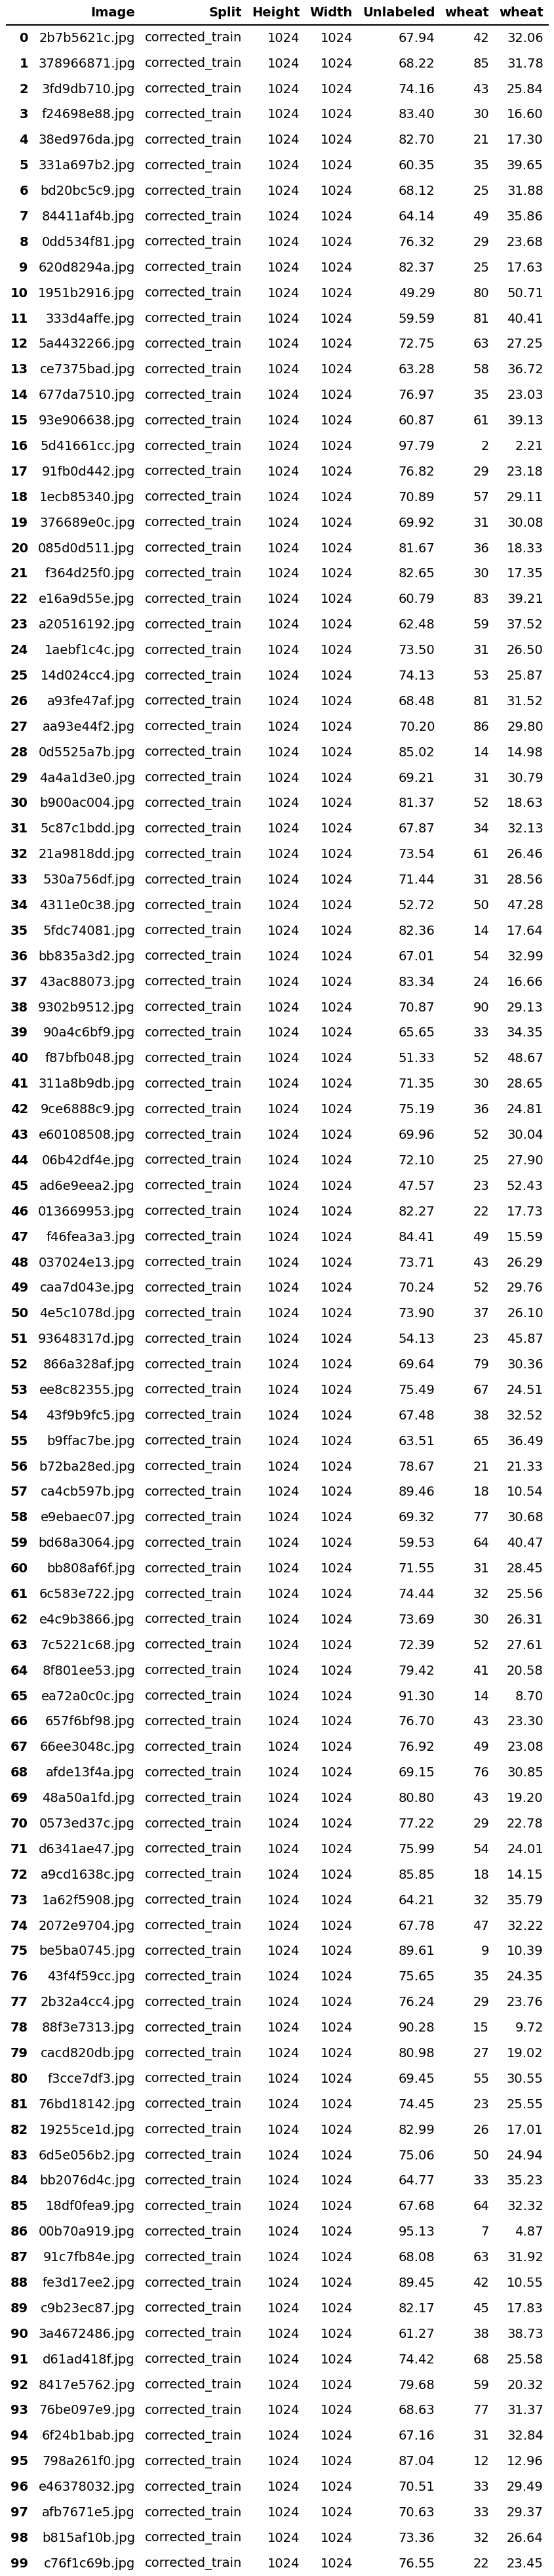 Image Split Height Width Unlabeled wheat wheat
0 2b7b5621c.jpg corrected_train 1024 1024 67.94 42 32.06
1 378966871.jpg corrected_train 1024 1024 68.22 85 31.78
2 3fd9db710.jpg corrected_train 1024 1024 74.16 43 25.84
3 f24698e88.jpg corrected_train 1024 1024 83.40 30 16.60
4 38ed976da.jpg corrected_train 1024 1024 82.70 21 17.30
5 331a697b2.jpg corrected_train 1024 1024 60.35 35 39.65
6 bd20bc5c9.jpg corrected_train 1024 1024 68.12 25 31.88
7 84411af4b.jpg corrected_train 1024 1024 64.14 49 35.86
8 0dd534f81.jpg corrected_train 1024 1024 76.32 29 23.68
9 620d8294a.jpg corrected_train 1024 1024 82.37 25 17.63
10 1951b2916.jpg corrected_train 1024 1024 49.29 80 50.71
11 333d4affe.jpg corrected_train 1024 1024 59.59 81 40.41
12 5a4432266.jpg corrected_train 1024 1024 72.75 63 27.25
13 ce7375bad.jpg corrected_train 1024 1024 63.28 58 36.72
14 677da7510.jpg corrected_train 1024 1024 76.97 35 23.03
15 93e906638.jpg corrected_train 1024 1024 60.87 61 39.13
16 5d41661cc.jpg corrected_train 1024 1024 97.79 2 2.21
17 91fb0d442.jpg corrected_train 1024 1024 76.82 29 23.18
18 1ecb85340.jpg corrected_train 1024 1024 70.89 57 29.11
19 376689e0c.jpg corrected_train 1024 1024 69.92 31 30.08
20 085d0d511.jpg corrected_train 1024 1024 81.67 36 18.33
21 f364d25f0.jpg corrected_train 1024 1024 82.65 30 17.35
22 e16a9d55e.jpg corrected_train 1024 1024 60.79 83 39.21
23 a20516192.jpg corrected_train 1024 1024 62.48 59 37.52
24 1aebf1c4c.jpg corrected_train 1024 1024 73.50 31 26.50
25 14d024cc4.jpg corrected_train 1024 1024 74.13 53 25.87
26 a93fe47af.jpg corrected_train 1024 1024 68.48 81 31.52
27 aa93e44f2.jpg corrected_train 1024 1024 70.20 86 29.80
28 0d5525a7b.jpg corrected_train 1024 1024 85.02 14 14.98
29 4a4a1d3e0.jpg corrected_train 1024 1024 69.21 31 30.79
30 b900ac004.jpg corrected_train 1024 1024 81.37 52 18.63
31 5c87c1bdd.jpg corrected_train 1024 1024 67.87 34 32.13
32 21a9818dd.jpg corrected_train 1024 1024 73.54 61 26.46
33 530a756df.jpg corrected_train 1024 1024 71.44 31 28.56
34 4311e0c38.jpg corrected_train 1024 1024 52.72 50 47.28
35 5fdc74081.jpg corrected_train 1024 1024 82.36 14 17.64
36 bb835a3d2.jpg corrected_train 1024 1024 67.01 54 32.99
37 43ac88073.jpg corrected_train 1024 1024 83.34 24 16.66
38 9302b9512.jpg corrected_train 1024 1024 70.87 90 29.13
39 90a4c6bf9.jpg corrected_train 1024 1024 65.65 33 34.35
40 f87bfb048.jpg corrected_train 1024 1024 51.33 52 48.67
41 311a8b9db.jpg corrected_train 1024 1024 71.35 30 28.65
42 9ce6888c9.jpg corrected_train 1024 1024 75.19 36 24.81
43 e60108508.jpg corrected_train 1024 1024 69.96 52 30.04
44 06b42df4e.jpg corrected_train 1024 1024 72.10 25 27.90
45 ad6e9eea2.jpg corrected_train 1024 1024 47.57 23 52.43
46 013669953.jpg corrected_train 1024 1024 82.27 22 17.73
47 f46fea3a3.jpg corrected_train 1024 1024 84.41 49 15.59
48 037024e13.jpg corrected_train 1024 1024 73.71 43 26.29
49 caa7d043e.jpg corrected_train 1024 1024 70.24 52 29.76
50 4e5c1078d.jpg corrected_train 1024 1024 73.90 37 26.10
51 93648317d.jpg corrected_train 1024 1024 54.13 23 45.87
52 866a328af.jpg corrected_train 1024 1024 69.64 79 30.36
53 ee8c82355.jpg corrected_train 1024 1024 75.49 67 24.51
54 43f9b9fc5.jpg corrected_train 1024 1024 67.48 38 32.52
55 b9ffac7be.jpg corrected_train 1024 1024 63.51 65 36.49
56 b72ba28ed.jpg corrected_train 1024 1024 78.67 21 21.33
57 ca4cb597b.jpg corrected_train 1024 1024 89.46 18 10.54
58 e9ebaec07.jpg corrected_train 1024 1024 69.32 77 30.68
59 bd68a3064.jpg corrected_train 1024 1024 59.53 64 40.47
60 bb808af6f.jpg corrected_train 1024 1024 71.55 31 28.45
61 6c583e722.jpg corrected_train 1024 1024 74.44 32 25.56
62 e4c9b3866.jpg corrected_train 1024 1024 73.69 30 26.31
63 7c5221c68.jpg corrected_train 1024 1024 72.39 52 27.61
64 8f801ee53.jpg corrected_train 1024 1024 79.42 41 20.58
65 ea72a0c0c.jpg corrected_train 1024 1024 91.30 14 8.70
66 657f6bf98.jpg corrected_train 1024 1024 76.70 43 23.30
67 66ee3048c.jpg corrected_train 1024 1024 76.92 49 23.08
68 afde13f4a.jpg corrected_train 1024 1024 69.15 76 30.85
69 48a50a1fd.jpg corrected_train 1024 1024 80.80 43 19.20
70 0573ed37c.jpg corrected_train 1024 1024 77.22 29 22.78
71 d6341ae47.jpg corrected_train 1024 1024 75.99 54 24.01
72 a9cd1638c.jpg corrected_train 1024 1024 85.85 18 14.15
73 1a62f5908.jpg corrected_train 1024 1024 64.21 32 35.79
74 2072e9704.jpg corrected_train 1024 1024 67.78 47 32.22
75 be5ba0745.jpg corrected_train 1024 1024 89.61 9 10.39
76 43f4f59cc.jpg corrected_train 1024 1024 75.65 35 24.35
77 2b32a4cc4.jpg corrected_train 1024 1024 76.24 29 23.76
78 88f3e7313.jpg corrected_train 1024 1024 90.28 15 9.72
79 cacd820db.jpg corrected_train 1024 1024 80.98 27 19.02
80 f3cce7df3.jpg corrected_train 1024 1024 69.45 55 30.55
81 76bd18142.jpg corrected_train 1024 1024 74.45 23 25.55
82 19255ce1d.jpg corrected_train 1024 1024 82.99 26 17.01
83 6d5e056b2.jpg corrected_train 1024 1024 75.06 50 24.94
84 bb2076d4c.jpg corrected_train 1024 1024 64.77 33 35.23
85 18df0fea9.jpg corrected_train 1024 1024 67.68 64 32.32
86 00b70a919.jpg corrected_train 1024 1024 95.13 7 4.87
87 91c7fb84e.jpg corrected_train 1024 1024 68.08 63 31.92
88 fe3d17ee2.jpg corrected_train 1024 1024 89.45 42 10.55
89 c9b23ec87.jpg corrected_train 1024 1024 82.17 45 17.83
90 3a4672486.jpg corrected_train 1024 1024 61.27 38 38.73
91 d61ad418f.jpg corrected_train 1024 1024 74.42 68 25.58
92 8417e5762.jpg corrected_train 1024 1024 79.68 59 20.32
93 76be097e9.jpg corrected_train 1024 1024 68.63 77 31.37
94 6f24b1bab.jpg corrected_train 1024 1024 67.16 31 32.84
95 798a261f0.jpg corrected_train 1024 1024 87.04 12 12.96
96 e46378032.jpg corrected_train 1024 1024 70.51 33 29.49
97 afb7671e5.jpg corrected_train 1024 1024 70.63 33 29.37
98 b815af10b.jpg corrected_train 1024 1024 73.36 32 26.64
99 c76f1c69b.jpg corrected_train 1024 1024 76.55 22 23.45